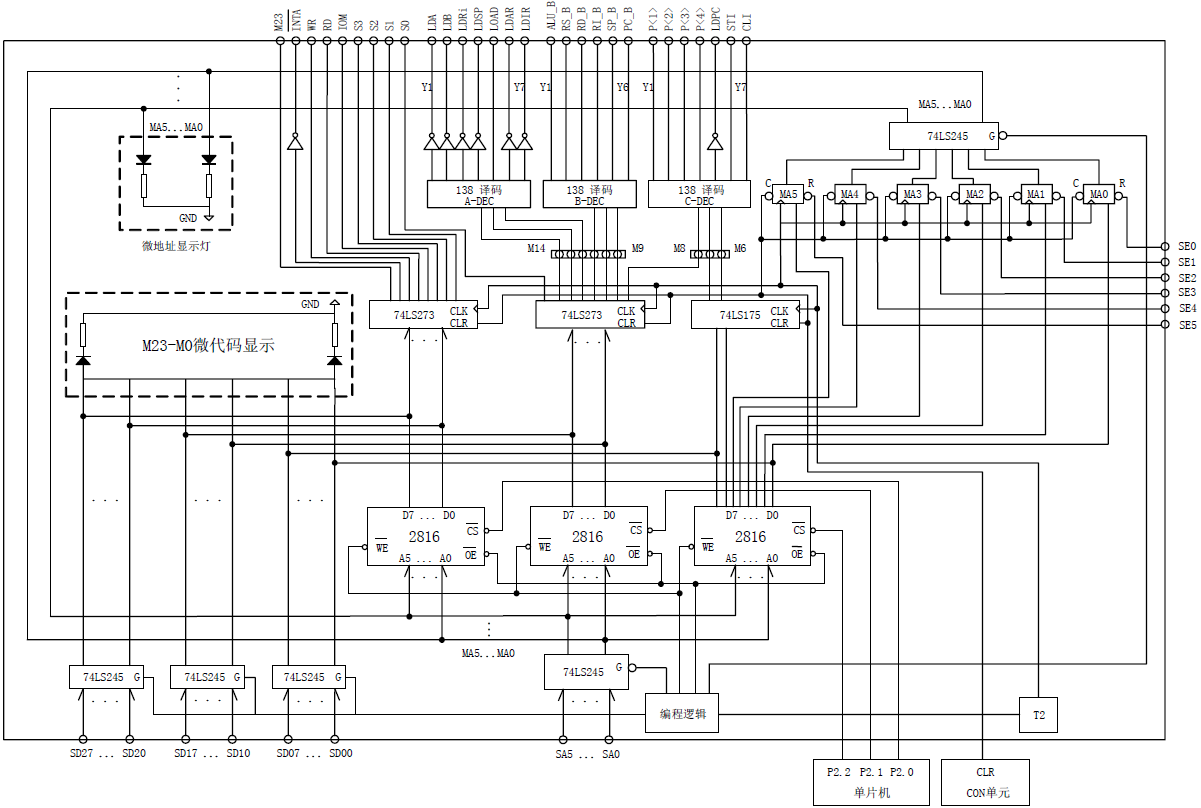 M23 INTA WR RD IOM S3 S2 S1 S0 LDA LDB LDRi LDSP LOAD LDAR LDIR ALU_B RS_B RD_B RI_B SP_B PC_B P<1> P<2> P<3> P<4> LDPC STI CLI
Y1 Y7 Y1 Y6 Y1 Y7
MA5...MA0
MA5...MA0
74LS245 G
GND
微地址显示灯
138 译码
A-DEC
138 译码
B-DEC
138 译码
C-DEC
C MA5 R MA4 MA3 MA2 MA1 C MA0 R
M14 M9 M8 M6
SE0
SE1
SE2
SE3
SE4
SE5
GND
M23-M0微代码显示
74LS273 CLK
CLR
74LS273 CLK
CLR
74LS175 CLK
CLR
. . .
. . .
. . . . . . . . .
D7 ... D0
2816
CS
WE
OE
A5 ... A0
D7 ... D0
2816
CS
WE
OE
A5 ... A0
D7 ... D0
2816
CS
WE
OE
A5 ... A0
. . . . . . . . .
MA5...MA0
74LS245 G
74LS245 G
74LS245 G
74LS245 G
. . . . . . . . . . . .
编程逻辑
T2
SD27 ... SD20
SD17 ... SD10
SD07 ... SD00
SA5 ... SA0
P2.2 P2.1 P2.0
单片机
CLR
CON单元